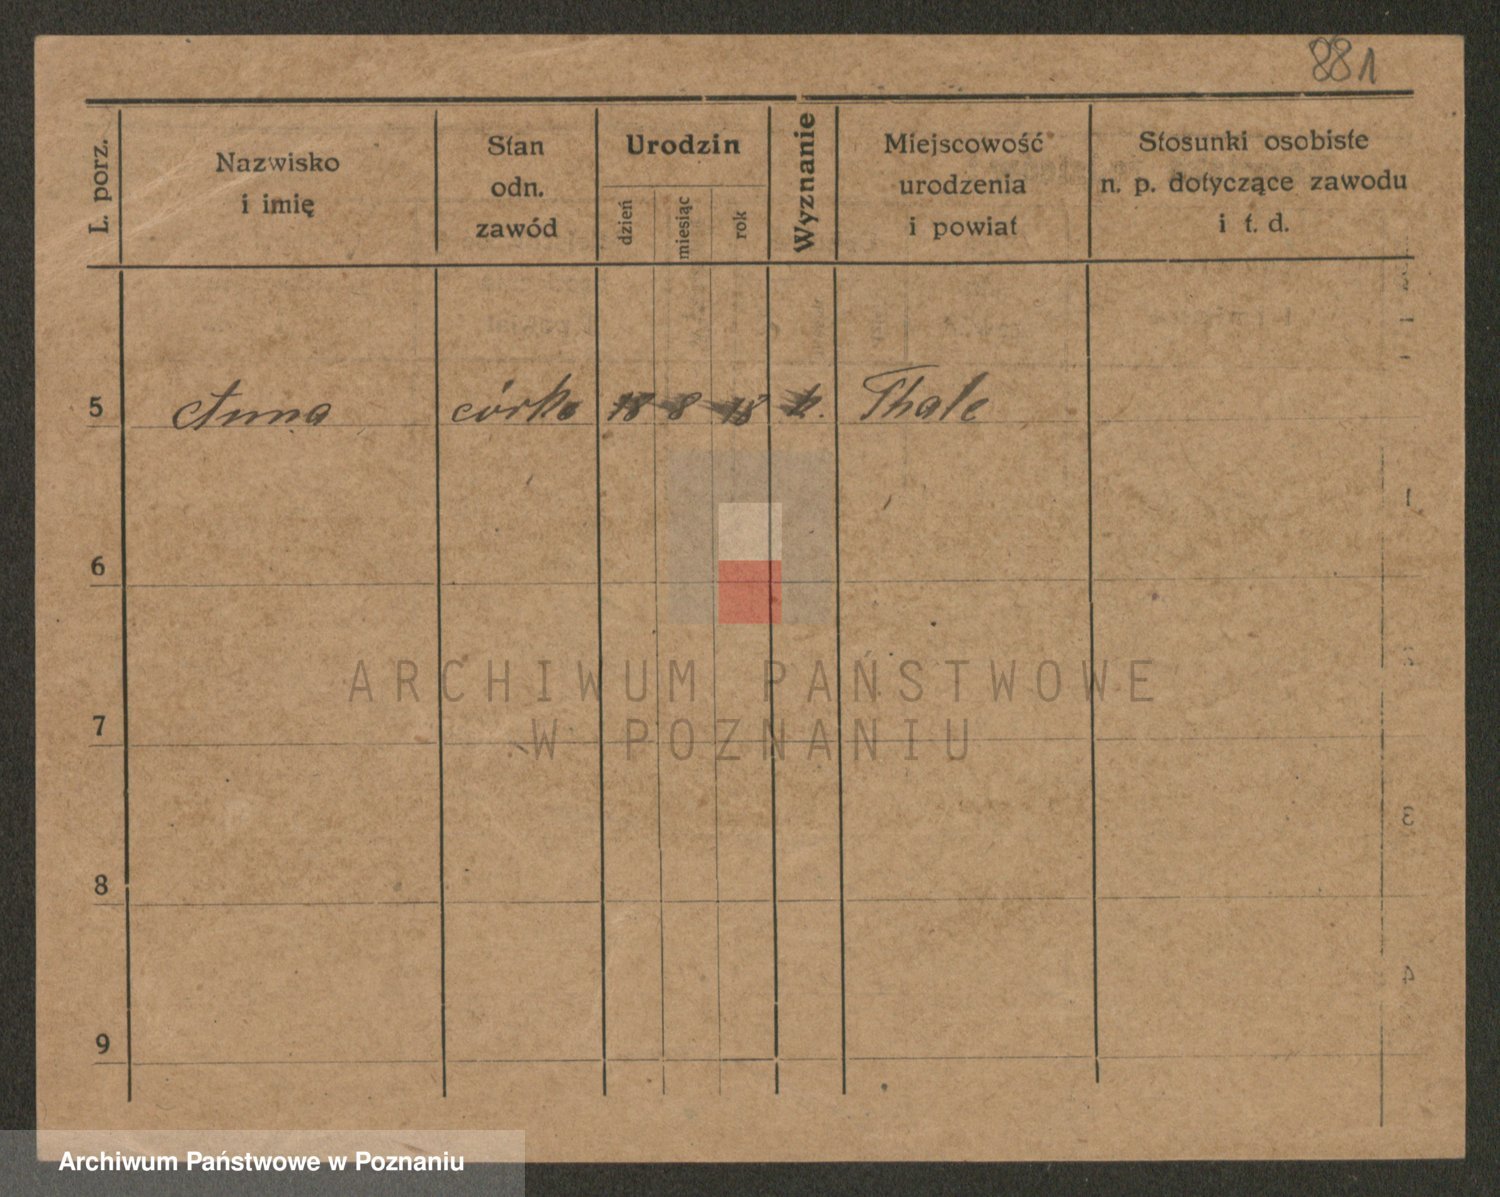 881
L. porz.
Nazwisko
i imię
Stan
odn.
zawód
Urodzin
dzień
miesiąc
rok
Wyznanie
Miejscowość
urodzenia
i powiat
Stosunki osobiste
n. p. dotyczące zawodu
i t. d.
5 Anna córka 18 8 18 k. Thale
6
7
8
9
ARCHIWUM PAŃSTWOWE
W POZNANIU
Archiwum Państwowe w Poznaniu